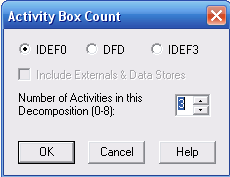 Activity Box Count
IDEF0 DFD IDEF3
Include Externals & Data Stores
Number of Activities in this
Decomposition (0-8): 3
OK Cancel Help